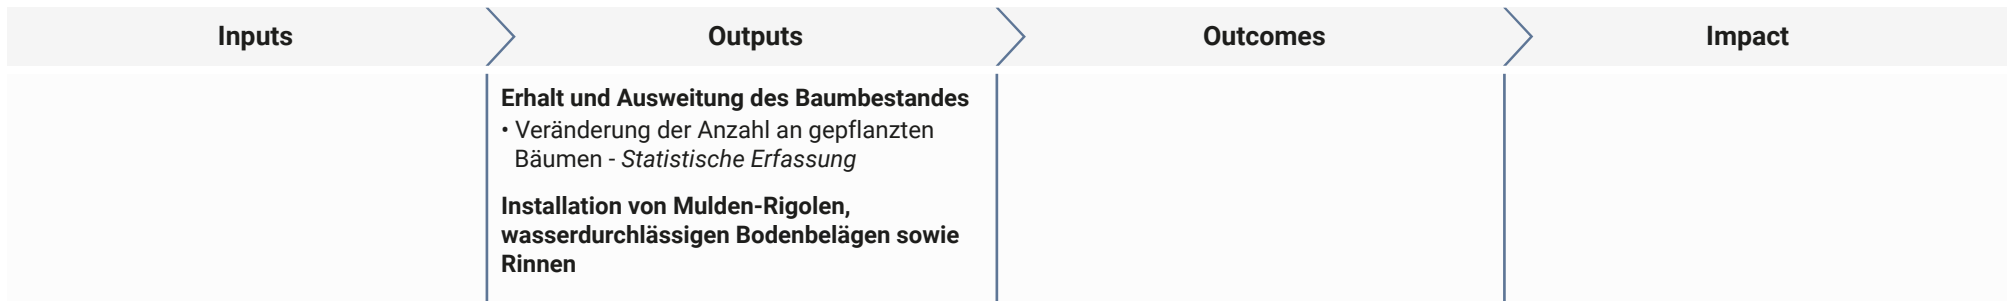 Inputs
Outputs
Outcomes
Impact
Erhalt und Ausweitung des Baumbestandes
• Veränderung der Anzahl an gepflanzten
Bäumen - Statistische Erfassung
Installation von Mulden-Rigolen,
wasserdurchlässigen Bodenbelägen sowie
Rinnen